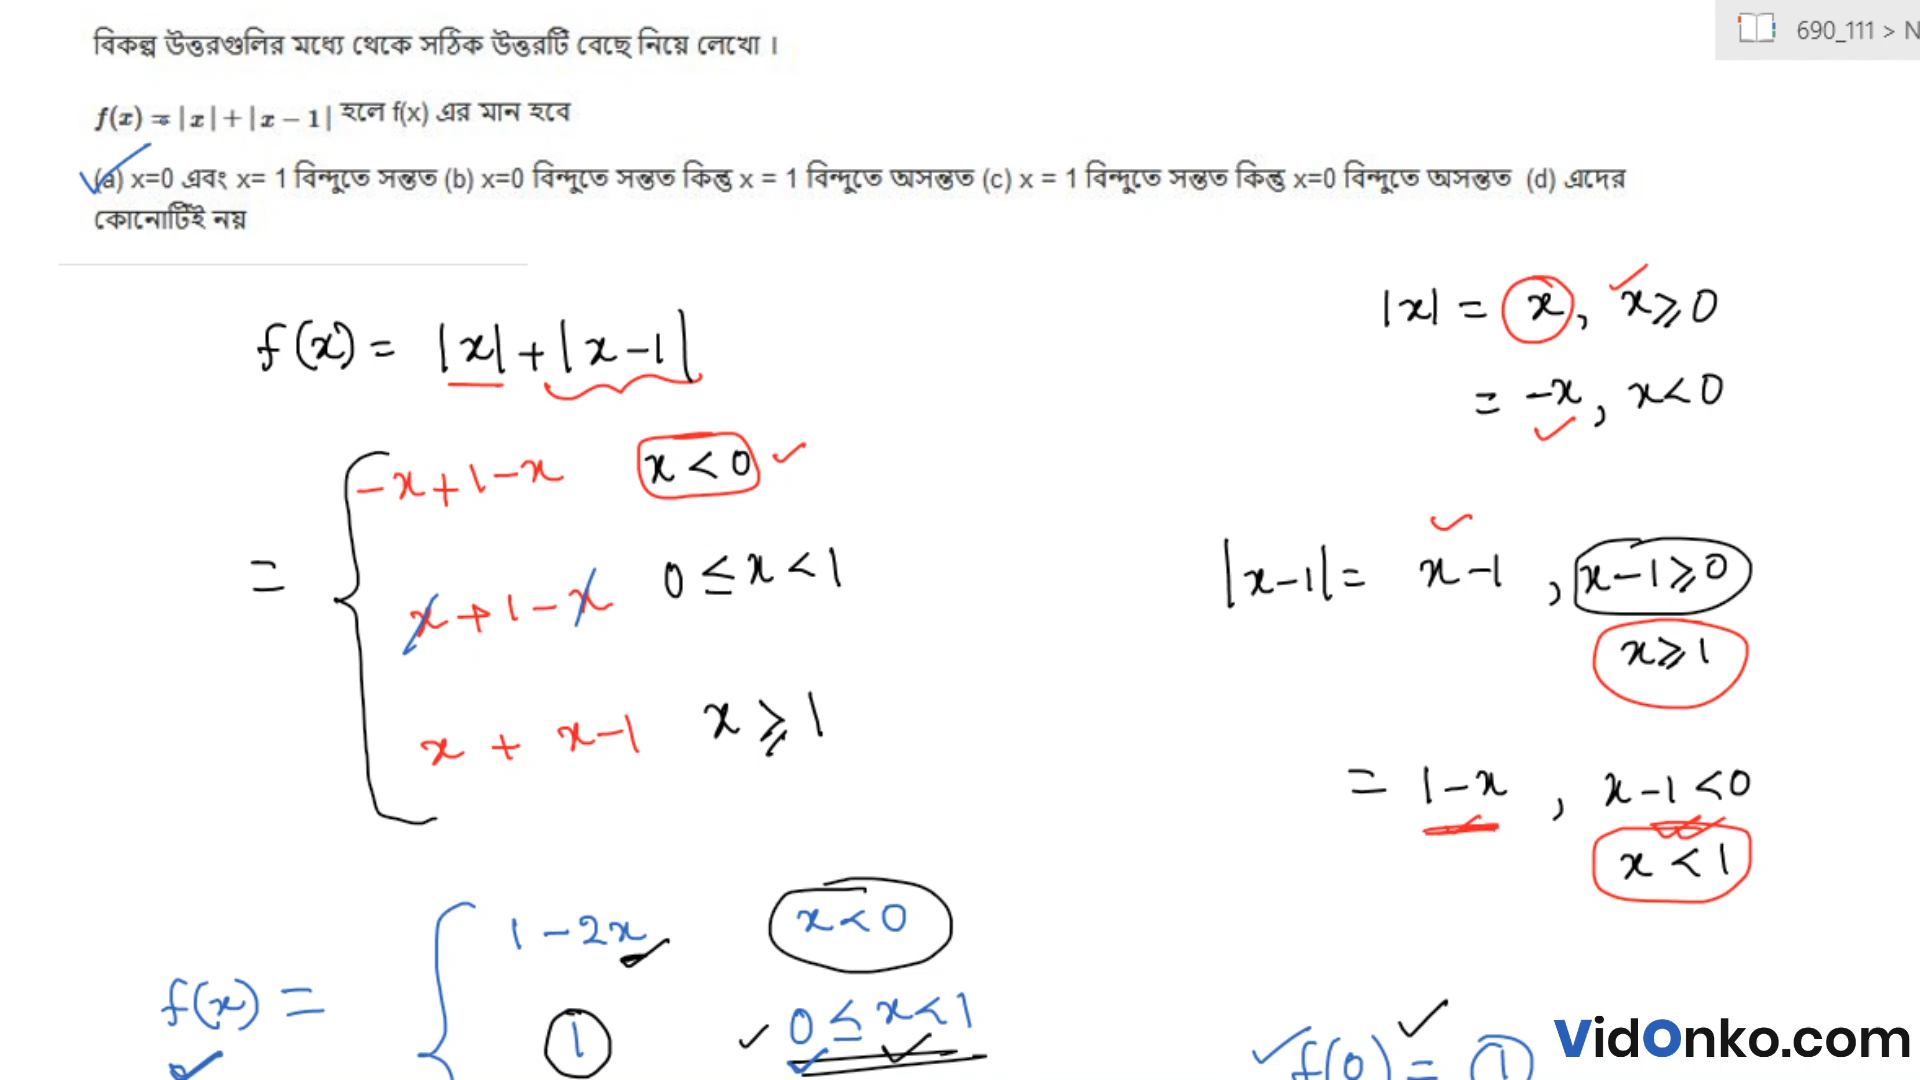 690_111 > N
বিকল্প উত্তরগুলির মধ্যে থেকে সঠিক উত্তরটি বেছে নিয়ে লেখো ।
f(x) = |x| + |x − 1| হলে f(x) এর মান হবে
(a) x=0 এবং x= 1 বিন্দুতে সন্তত (b) x=0 বিন্দুতে সন্তত কিন্তু x = 1 বিন্দুতে অসন্তত (c) x = 1 বিন্দুতে সন্তত কিন্তু x=0 বিন্দুতে অসন্তত (d) এদের
কোনোটিই নয়
f(x) = |x| + |x-1|
= { -x+1-x x < 0
x+1-x 0 ≤ x < 1
x + x-1 x ⩾ 1
|x| = x, x ⩾ 0
= -x, x < 0
|x-1| = x-1, x-1 ⩾ 0
x ⩾ 1
= 1-x, x-1 < 0
x < 1
f(x) = { 1-2x x < 0
1 0 ≤ x < 1
f(0) = 1
VidOnko.com